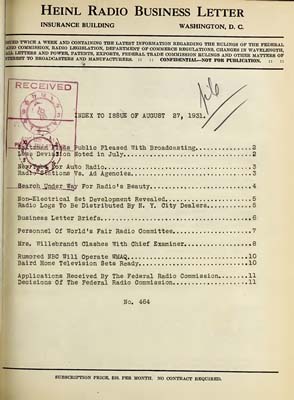 HEINL RADIO BUSINESS LETTER
INSURANCE BUILDING WASHINGTON, D. C.
ISSUED TWICE A WEEK AND CONTAINING THE LATEST INFORMATION REGARDING THE RULINGS OF THE FEDERAL
RADIO COMMISSION, RADIO LEGISLATION, DEPARTMENT OF COMMERCE REGULATIONS, CHANGES IN WAVELENGTH,
CALL LETTERS AND POWER, PATENTS, EXPORTS, FEDERAL TRADE COMMISSION RULINGS AND OTHER MATTERS OF
INTEREST TO BROADCASTERS AND MANUFACTURERS. :: :: CONFIDENTIAL—NOT FOR PUBLICATION. :: ::
RECEIVED
INDEX TO ISSUE OF AUGUST 27, 1931.
Public Pleased With Broadcasting...............2
Less Deviation Noted in July...............2
For Auto Radio...............3
Radio Stations Vs. Ad Agencies...............3
Search Under Way For Radio's Beauty...............4
Non-Electrical Set Development Revealed...............5
Radio Logs To Be Distributed By N. Y. City Dealers...............5
Business Letter Briefs...............6
Personnel Of World's Fair Radio Committee...............7
Mrs. Willebrandt Clashes With Chief Examiner...............8
Rumored NBC Will Operate WMAQ...............10
Baird Home Television Sets Ready...............10
Applications Received By The Federal Radio Commission...............11
Decisions Of The Federal Radio Commission...............11
No. 464
SUBSCRIPTION PRICE, $10. PER MONTH. NO CONTRACT REQUIRED.